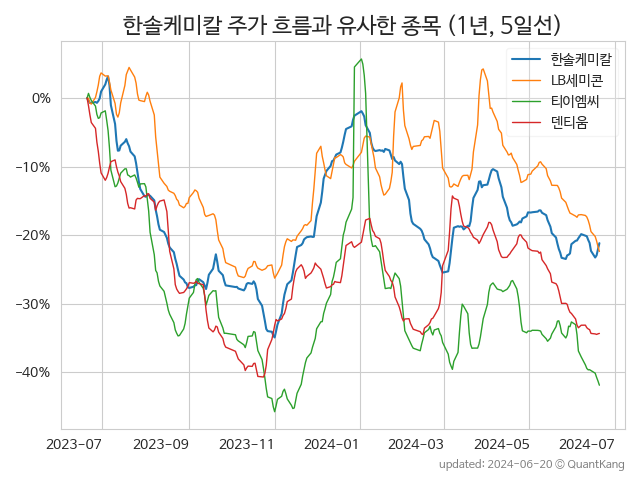 한솔케미칼 주가 흐름과 유사한 종목 (1년, 5일선)
한솔케미칼
LB세미콘
티이엠씨
덴티움
0%
−10%
−20%
−30%
−40%
2023-07 2023-09 2023-11 2024-01 2024-03 2024-05 2024-07
updated: 2024-06-20 © QuantKang